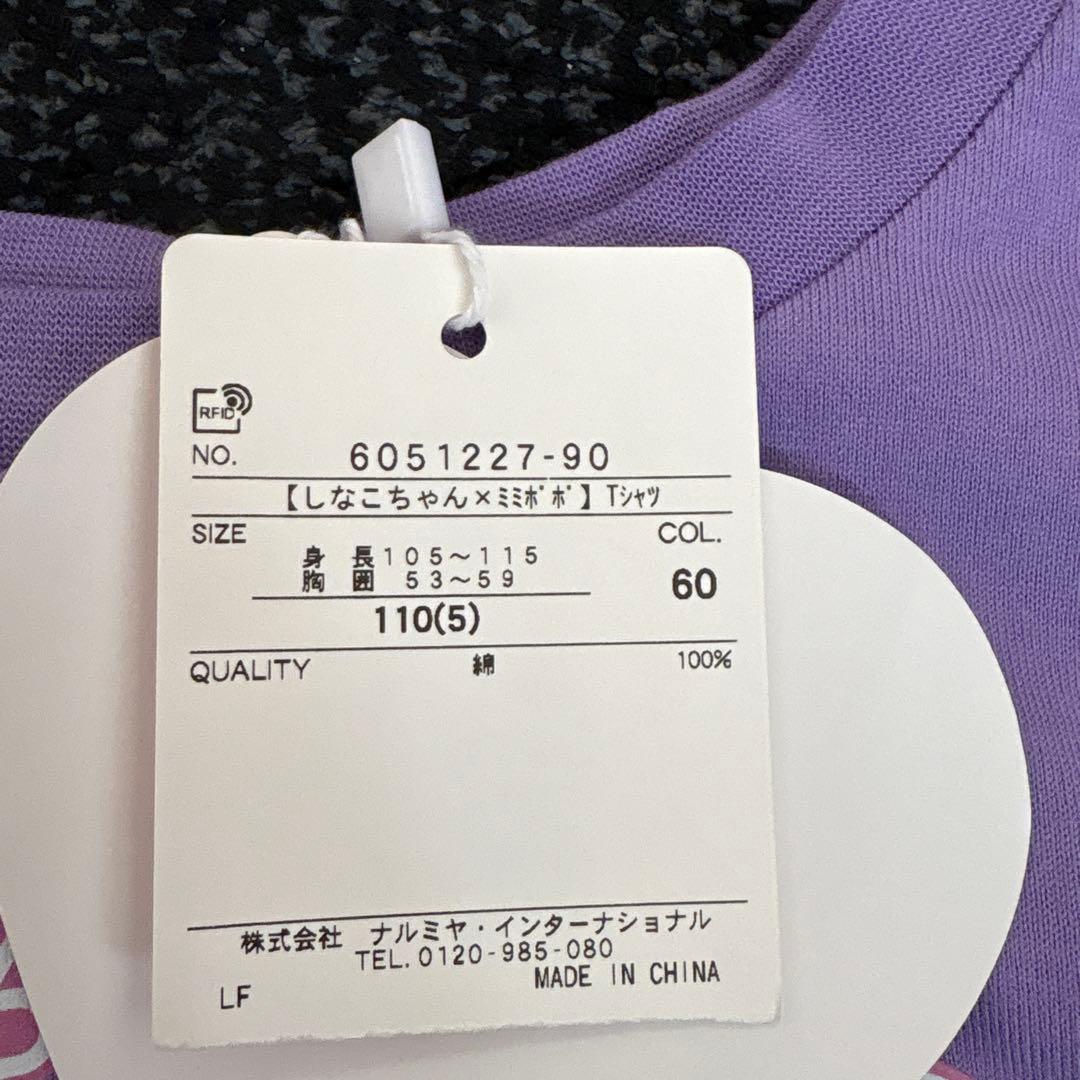 RFID
NO. 6051227-90
【しなこちゃん×ﾐﾐﾎﾟﾎﾟ】Tｼｬﾂ
SIZE COL.
身 長 105～115
胸 囲 53～59
60
110(5)
QUALITY 綿 100%
株式会社 ナルミヤ・インターナショナル
TEL.0120-985-080
MADE IN CHINA
LF